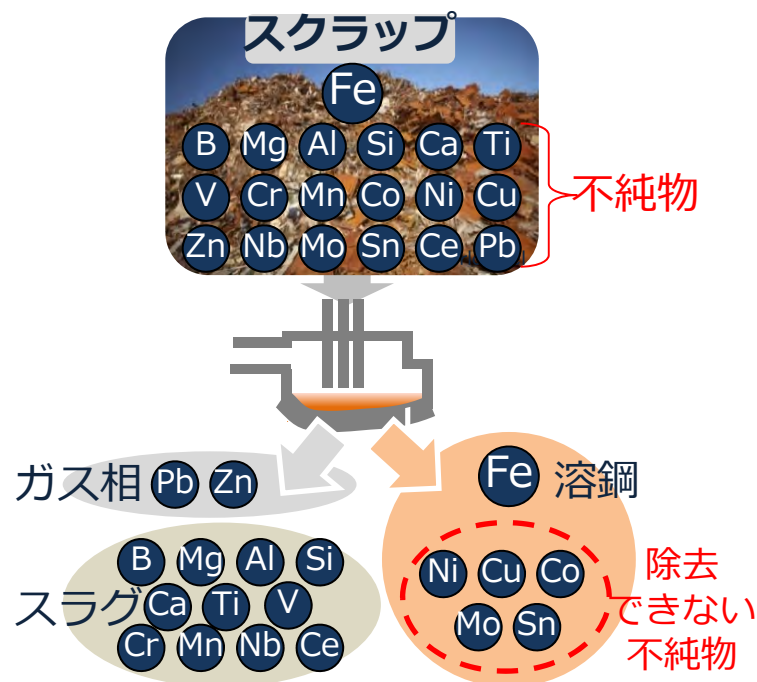 スクラップ
Fe
B Mg Al Si Ca Ti
V Cr Mn Co Ni Cu
Zn Nb Mo Sn Ce Pb
不純物
ガス相 Pb Zn
Fe 溶鋼
B Mg Al Si
スラグ Ca Ti V
Cr Mn Nb Ce
Ni Cu Co
Mo Sn
除去
できない
不純物